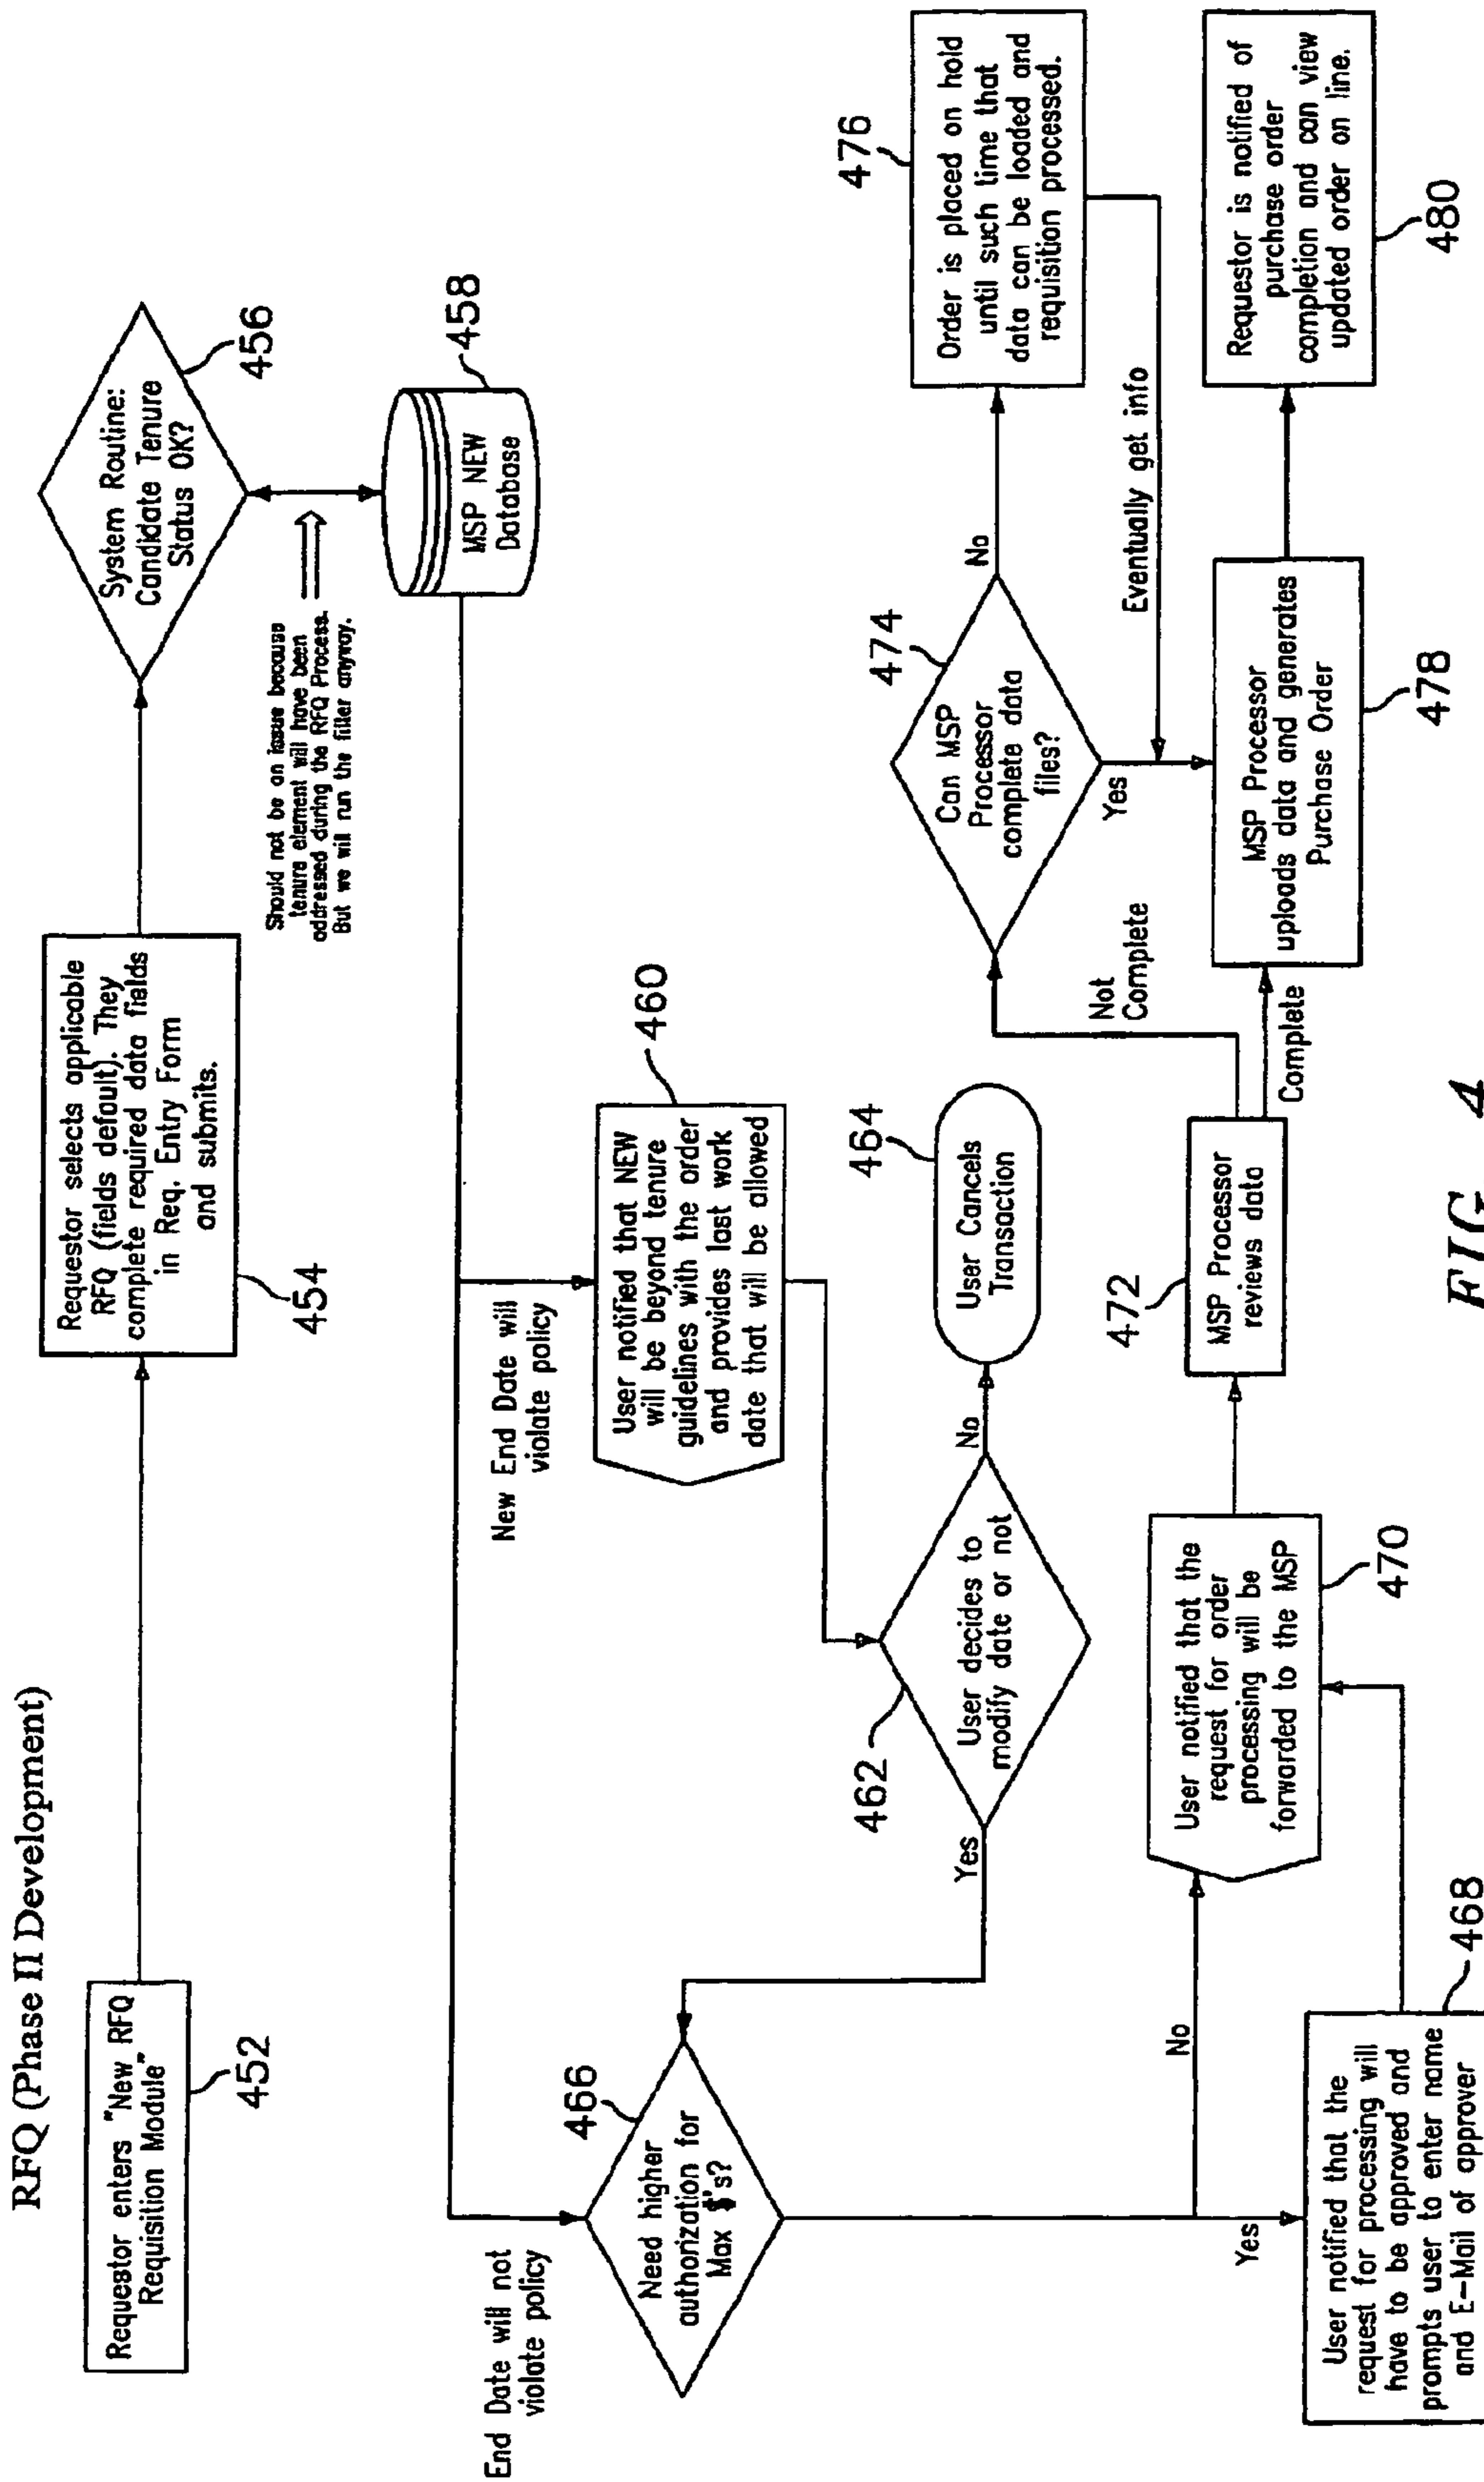 RFQ (Phase II Development)
Requestor enters "New RFQ
Requisition Module"
452
Requestor selects applicable
RFQ (fields default). They
complete required data fields
in Req. Entry Form
and submits.
454
System Routine:
Candidate Tenure
Status OK?
456
Should not be an issue because
tenure element will have been
addressed during the RFQ Process.
But we will run the filter anyway.
MSP NEW
Database
458
End Date will not
violate policy
New End Date will
violate policy
User notified that NEW
will be beyond tenure
guidelines with the order
and provides last work
date that will be allowed
460
User decides to
modify date or not
462
Yes
No
User Cancels
Transaction
464
Need higher
authorization for
Max $'s?
466
No
Yes
User notified that the
request for processing will
have to be approved and
prompts user to enter name
and E-Mail of approver
468
User notified that the
request for order
processing will be
forwarded to the MSP
470
MSP Processor
reviews data
472
Not
Complete
Complete
Can MSP
Processor
complete data
files?
474
No
Yes
Order is placed on hold
until such time that
data can be loaded and
requisition processed.
476
Eventually get info
MSP Processor
uploads data and generates
Purchase Order
478
Requestor is notified of
purchase order
completion and can view
updated order on line.
480
FIG. 4